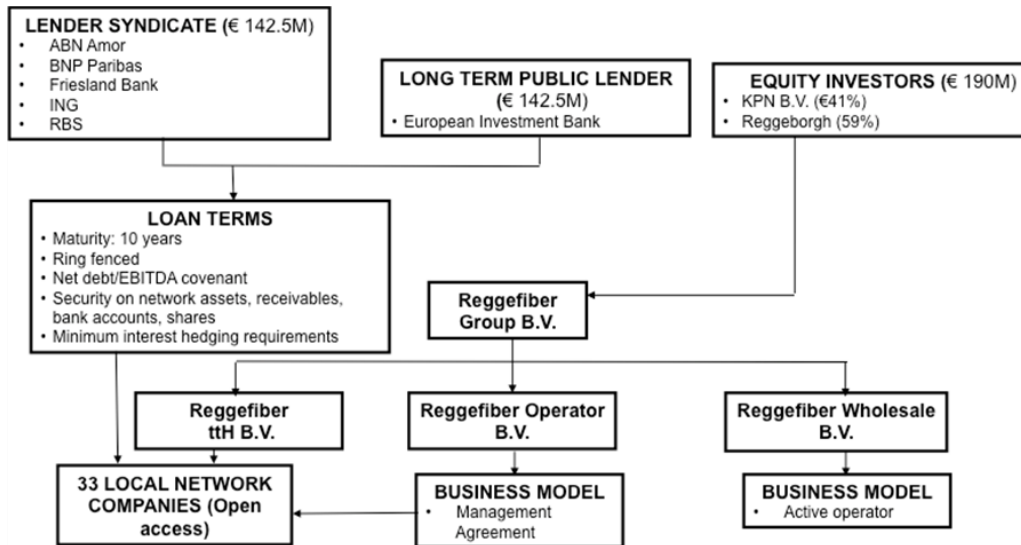 LENDER SYNDICATE (€ 142.5M)
• ABN Amor
• BNP Paribas
• Friesland Bank
• ING
• RBS
LONG TERM PUBLIC LENDER
(€ 142.5M)
• European Investment Bank
EQUITY INVESTORS (€ 190M)
• KPN B.V. (€41%)
• Reggeborgh (59%)
LOAN TERMS
• Maturity: 10 years
• Ring fenced
• Net debt/EBITDA covenant
• Security on network assets, receivables,
bank accounts, shares
• Minimum interest hedging requirements
Reggefiber
Group B.V.
Reggefiber
ttH B.V.
Reggefiber Operator
B.V.
Reggefiber Wholesale
B.V.
33 LOCAL NETWORK
COMPANIES (Open
access)
BUSINESS MODEL
• Management
Agreement
BUSINESS MODEL
• Active operator